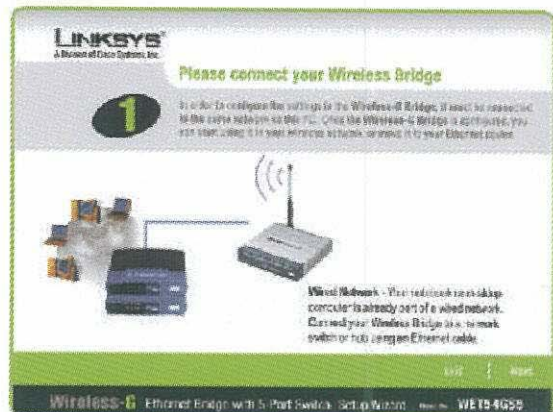 LINKSYS®
A Division of Cisco Systems, Inc.
Please connect your Wireless Bridge
1
In order to configure the settings in the Wireless-G Bridge, it must be connected
to the same network as this PC. Once the Wireless-G Bridge is configured, you
can start using it in your wireless network, or move it to your Ethernet
Wired Network - Your notebook or desktop
computer is already part of a wired network.
Connect your Wireless Bridge to a network
switch or hub using an Ethernet cable.
EXIT | NEXT
Wireless-G Ethernet Bridge with 5-Port Switch Setup Wizard Model No. WET54GS5